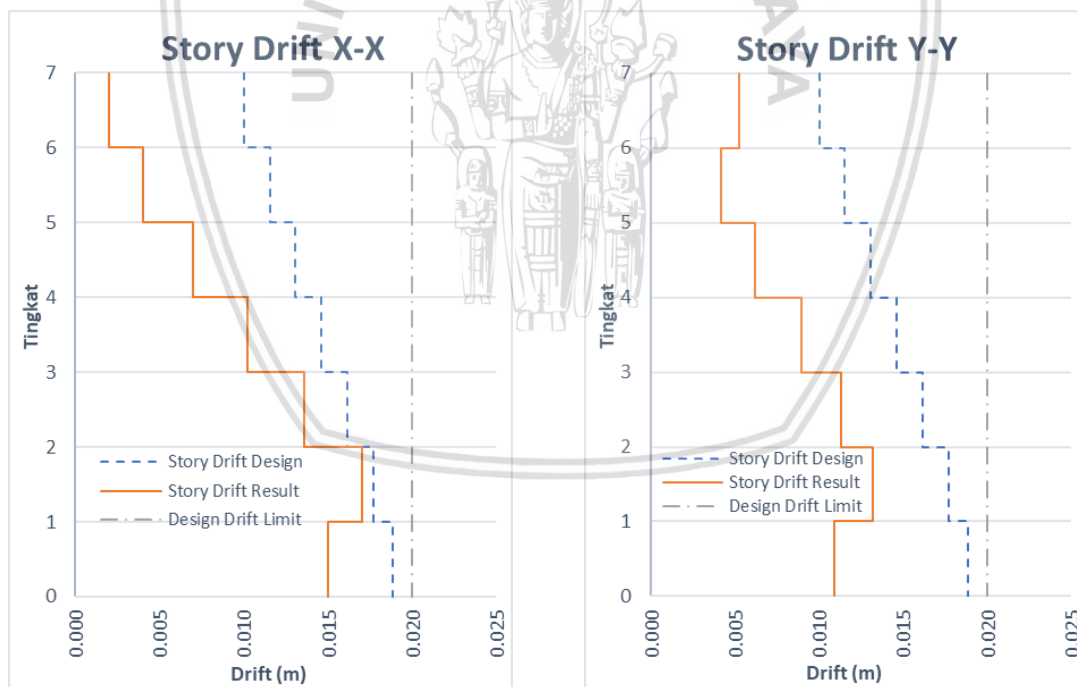 Story Drift X-X
7
6
5
4
3
2
1
0
Tingkat
Story Drift Design
Story Drift Result
Design Drift Limit
0.000
0.005
0.010
0.015
0.020
0.025
Drift (m)
Story Drift Y-Y
7
6
5
4
3
2
1
0
Tingkat
Story Drift Design
Story Drift Result
Design Drift Limit
0.000
0.005
0.010
0.015
0.020
0.025
Drift (m)
UNI
AYA